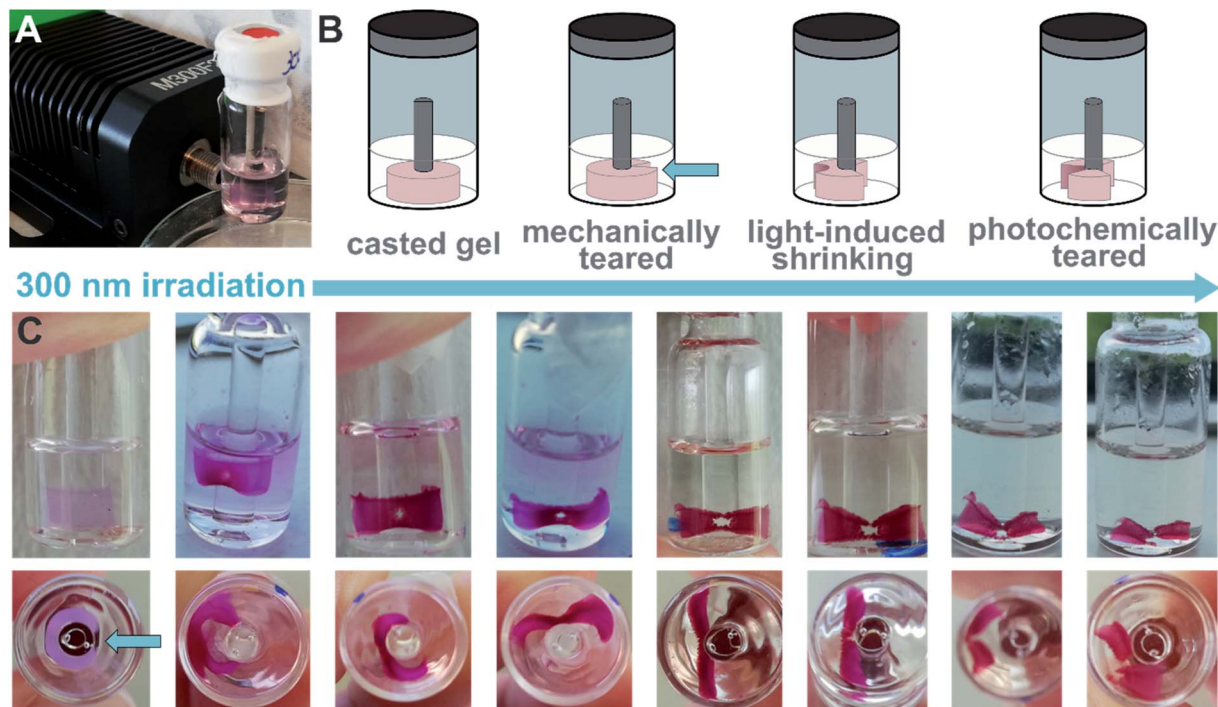 A
B
M300F
casted gel
mechanically
teared
light-induced
shrinking
photochemically
teared
300 nm irradiation
C